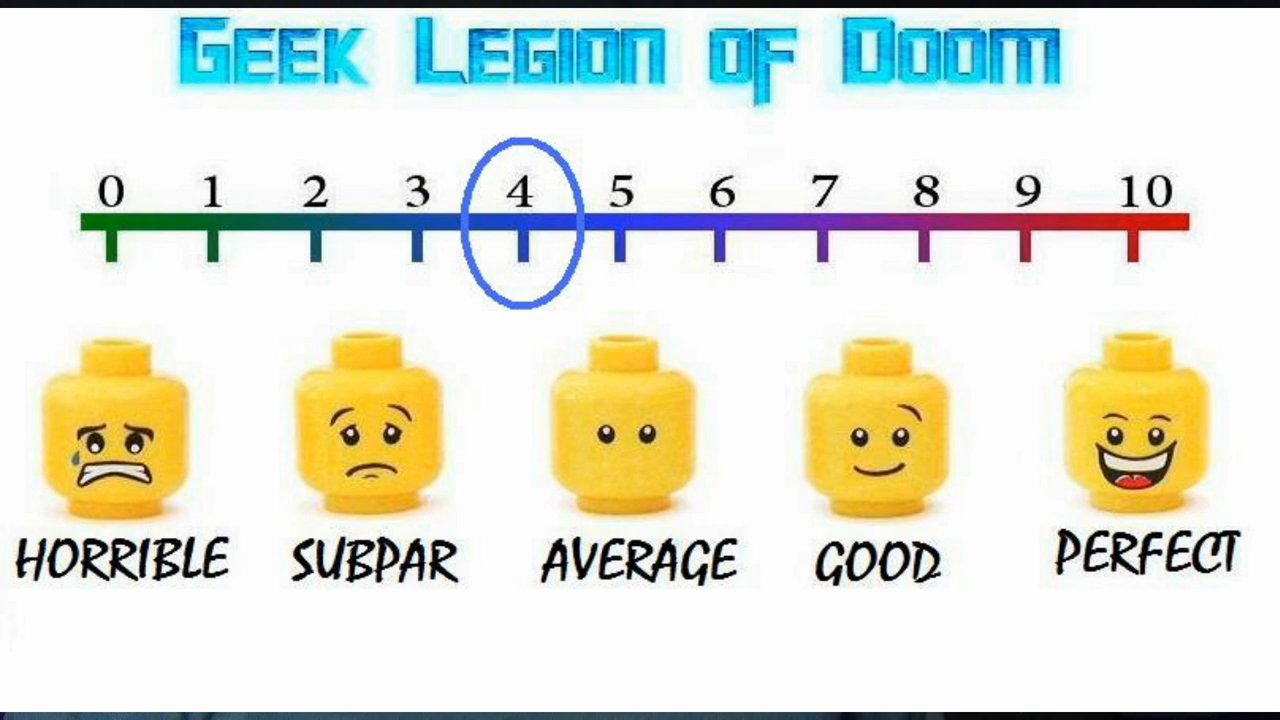 Geek Legion of Doom
0 1 2 3 4 5 6 7 8 9 10
HORRIBLE SUBPAR AVERAGE GOOD PERFECT